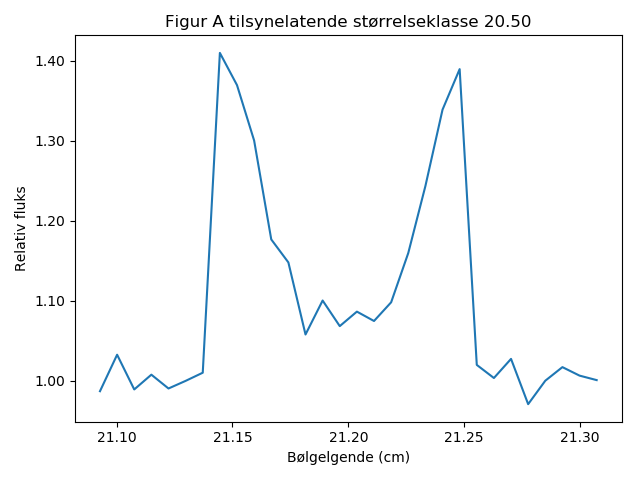 Figur A tilsynelatende størrelseklasse 20.50
1.40
1.30
1.20
1.10
1.00
Relativ fluks
21.10 21.15 21.20 21.25 21.30
Bølgelgende (cm)